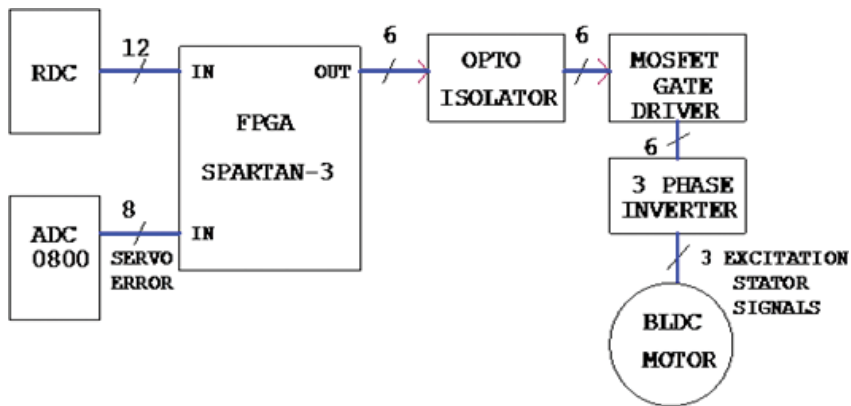 RDC
12
IN
OUT
FPGA
SPARTAN-3
ADC
0800
8
IN
SERVO
ERROR
6
OPTO
ISOLATOR
6
MOSFET
GATE
DRIVER
6
3 PHASE
INVERTER
3 EXCITATION
STATOR
SIGNALS
BLDC
MOTOR